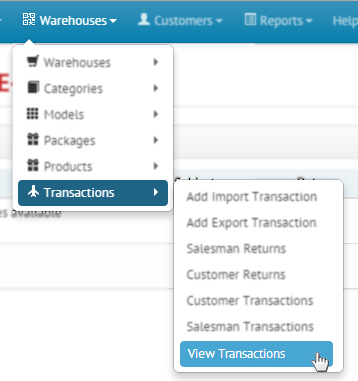 Warehouses Customers Reports Help
Warehouses
Categories
Models
Packages
Products
Transactions
es available
Add Import Transaction
Add Export Transaction
Salesman Returns
Customer Returns
Customer Transactions
Salesman Transactions
View Transactions